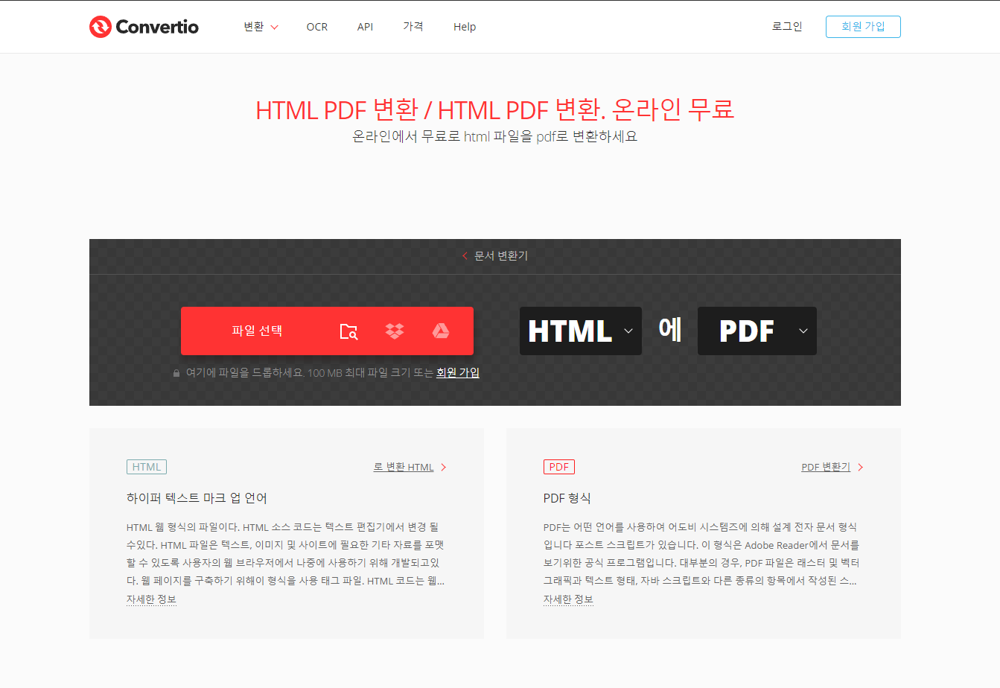 Convertio
변환
OCR
API
가격
Help
로그인
회원 가입
HTML PDF 변환 / HTML PDF 변환. 온라인 무료
온라인에서 무료로 html 파일을 pdf로 변환하세요
문서 변환기
파일 선택
HTML
에
PDF
여기에 파일을 드롭하세요. 100 MB 최대 파일 크기 또는 회원 가입
HTML
로 변환 HTML
하이퍼 텍스트 마크 업 언어
HTML 웹 형식의 파일이다. HTML 소스 코드는 텍스트 편집기에서 변경 될
수있다. HTML 파일은 텍스트, 이미지 및 사이트에 필요한 기타 자료를 포맷
할 수 있도록 사용자의 웹 브라우저에서 나중에 사용하기 위해 개발되고있
다. 웹 페이지를 구축하기 위해이 형식을 사용 태그 파일. HTML 코드는 웹...
자세한 정보
PDF
PDF 변환기
PDF 형식
PDF는 어떤 언어를 사용하여 어도비 시스템즈에 의해 설계 전자 문서 형식
입니다 포스트 스크립트가 있습니다. 이 형식은 Adobe Reader에서 문서를
보기위한 공식 프로그램입니다. 대부분의 경우, PDF 파일은 래스터 및 벡터
그래픽과 텍스트 형태, 자바 스크립트와 다른 종류의 항목에서 작성된 스...
자세한 정보